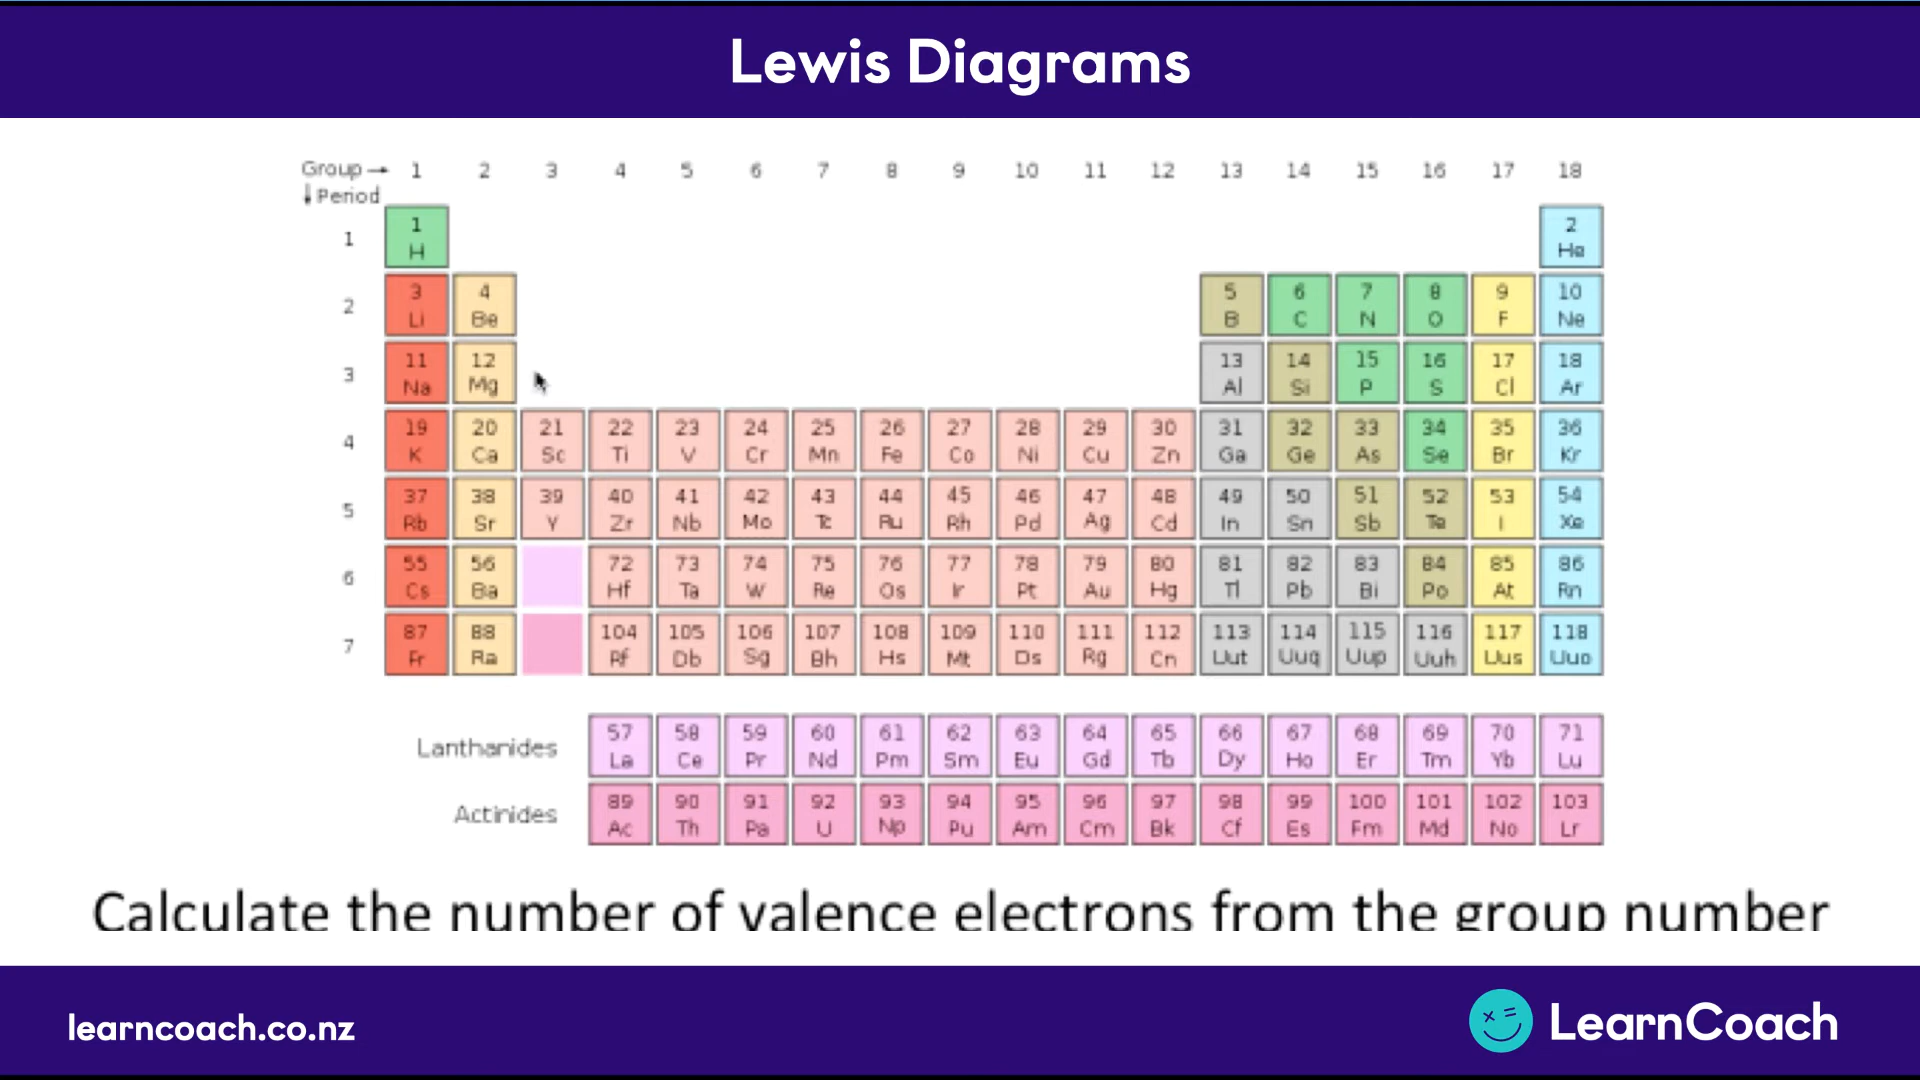 Lewis Diagrams
Group → 1 2 3 4 5 6 7 8 9 10 11 12 13 14 15 16 17 18
↓ Period
1 1 H 2 He
2 3 Li 4 Be 5 B 6 C 7 N 8 O 9 F 10 Ne
3 11 Na 12 Mg 13 Al 14 Si 15 P 16 S 17 Cl 18 Ar
4 19 K 20 Ca 21 Sc 22 Ti 23 V 24 Cr 25 Mn 26 Fe 27 Co 28 Ni 29 Cu 30 Zn 31 Ga 32 Ge 33 As 34 Se 35 Br 36 Kr
5 37 Rb 38 Sr 39 Y 40 Zr 41 Nb 42 Mo 43 Tc 44 Ru 45 Rh 46 Pd 47 Ag 48 Cd 49 In 50 Sn 51 Sb 52 Te 53 I 54 Xe
6 55 Cs 56 Ba 72 Hf 73 Ta 74 W 75 Re 76 Os 77 Ir 78 Pt 79 Au 80 Hg 81 Tl 82 Pb 83 Bi 84 Po 85 At 86 Rn
7 87 Fr 88 Ra 104 Rf 105 Db 106 Sg 107 Bh 108 Hs 109 Mt 110 Ds 111 Rg 112 Cn 113 Uut 114 Uuq 115 Uup 116 Uuh 117 Uus 118 Uuo
Lanthanides 57 La 58 Ce 59 Pr 60 Nd 61 Pm 62 Sm 63 Eu 64 Gd 65 Tb 66 Dy 67 Ho 68 Er 69 Tm 70 Yb 71 Lu
Actinides 89 Ac 90 Th 91 Pa 92 U 93 Np 94 Pu 95 Am 96 Cm 97 Bk 98 Cf 99 Es 100 Fm 101 Md 102 No 103 Lr
Calculate the number of valence electrons from the group number
learncoach.co.nz
LearnCoach